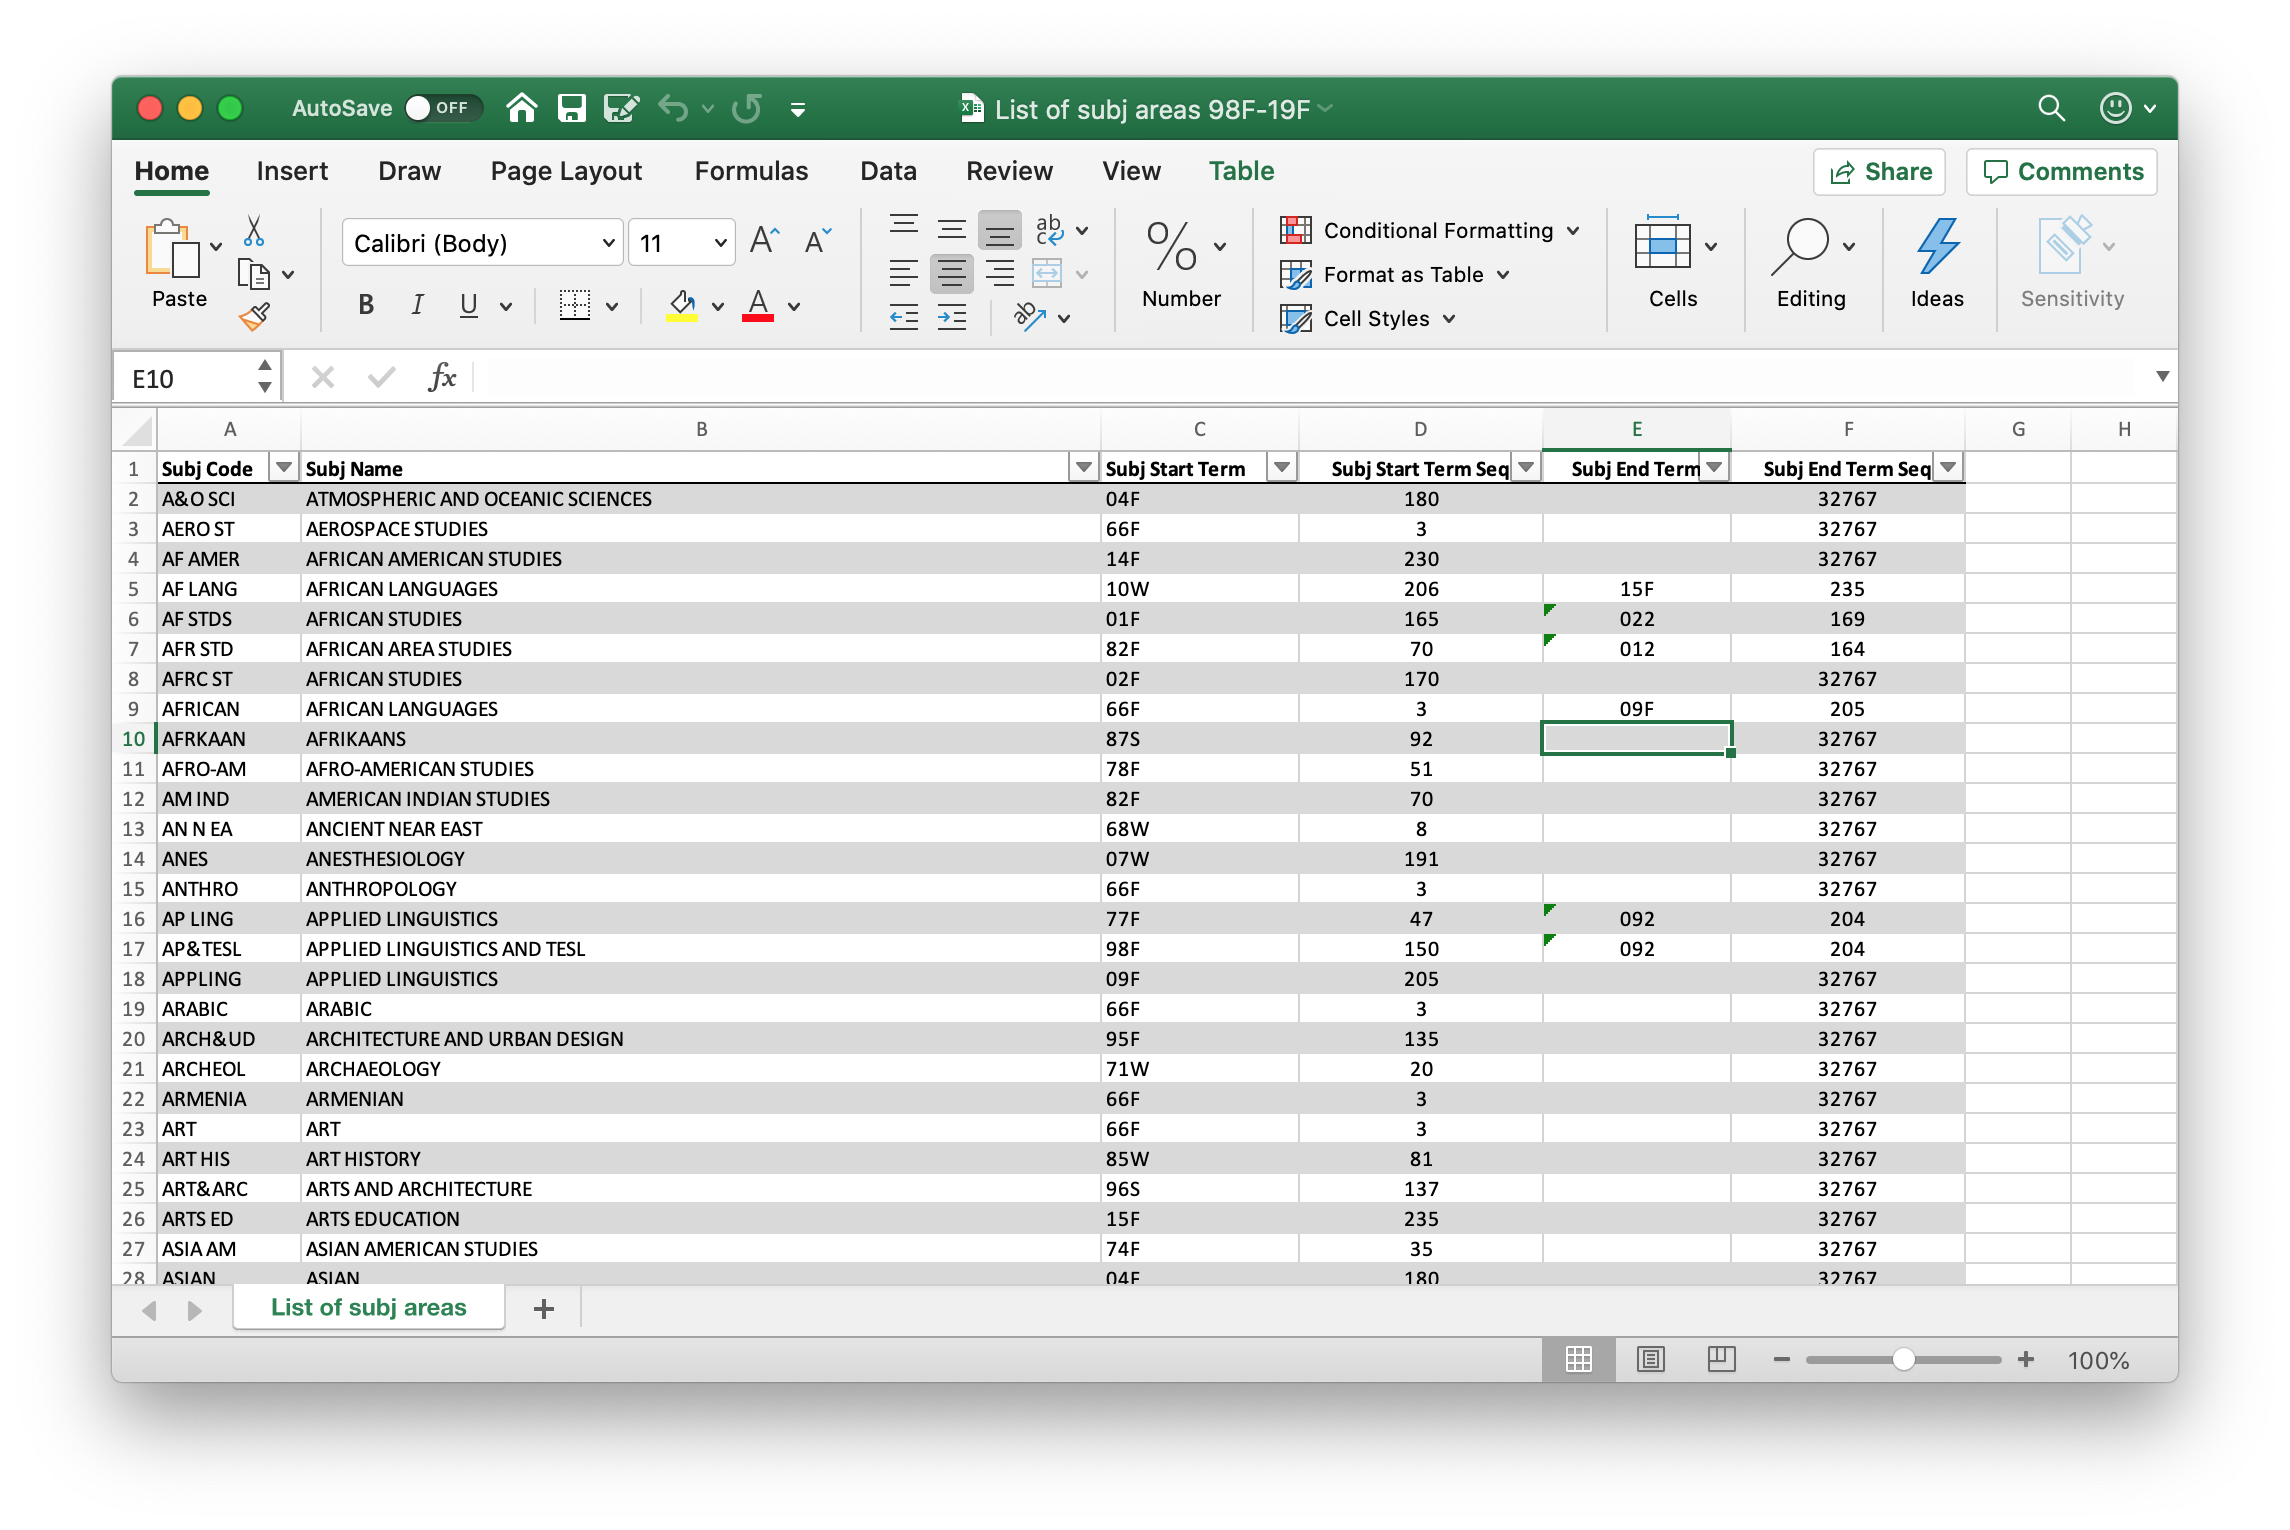 AutoSave OFF List of subj areas 98F-19F
Home Insert Draw Page Layout Formulas Data Review View Table Share Comments
Paste Calibri (Body) 11 A A ab c % Number Conditional Formatting Cells Editing Ideas Sensitivity
Format as Table
B I U A ab Cell Styles
E10 fx
A B C D E F G H
1 Subj Code Subj Name Subj Start Term Subj Start Term Seq Subj End Term Subj End Term Seq
2 A&O SCI ATMOSPHERIC AND OCEANIC SCIENCES 04F 180 32767
3 AERO ST AEROSPACE STUDIES 66F 3 32767
4 AF AMER AFRICAN AMERICAN STUDIES 14F 230 32767
5 AF LANG AFRICAN LANGUAGES 10W 206 15F 235
6 AF STDS AFRICAN STUDIES 01F 165 022 169
7 AFR STD AFRICAN AREA STUDIES 82F 70 012 164
8 AFRC ST AFRICAN STUDIES 02F 170 32767
9 AFRICAN AFRICAN LANGUAGES 66F 3 09F 205
10 AFRKAAN AFRIKAANS 87S 92 32767
11 AFRO-AM AFRO-AMERICAN STUDIES 78F 51 32767
12 AM IND AMERICAN INDIAN STUDIES 82F 70 32767
13 AN N EA ANCIENT NEAR EAST 68W 8 32767
14 ANES ANESTHESIOLOGY 07W 191 32767
15 ANTHRO ANTHROPOLOGY 66F 3 32767
16 AP LING APPLIED LINGUISTICS 77F 47 092 204
17 AP&TESL APPLIED LINGUISTICS AND TESL 98F 150 092 204
18 APPLING APPLIED LINGUISTICS 09F 205 32767
19 ARABIC ARABIC 66F 3 32767
20 ARCH&UD ARCHITECTURE AND URBAN DESIGN 95F 135 32767
21 ARCHEOL ARCHAEOLOGY 71W 20 32767
22 ARMENIA ARMENIAN 66F 3 32767
23 ART ART 66F 3 32767
24 ART HIS ART HISTORY 85W 81 32767
25 ART&ARC ARTS AND ARCHITECTURE 96S 137 32767
26 ARTS ED ARTS EDUCATION 15F 235 32767
27 ASIA AM ASIAN AMERICAN STUDIES 74F 35 32767
28 ASIAN ASIAN 04F 180 32767
List of subj areas +
100%